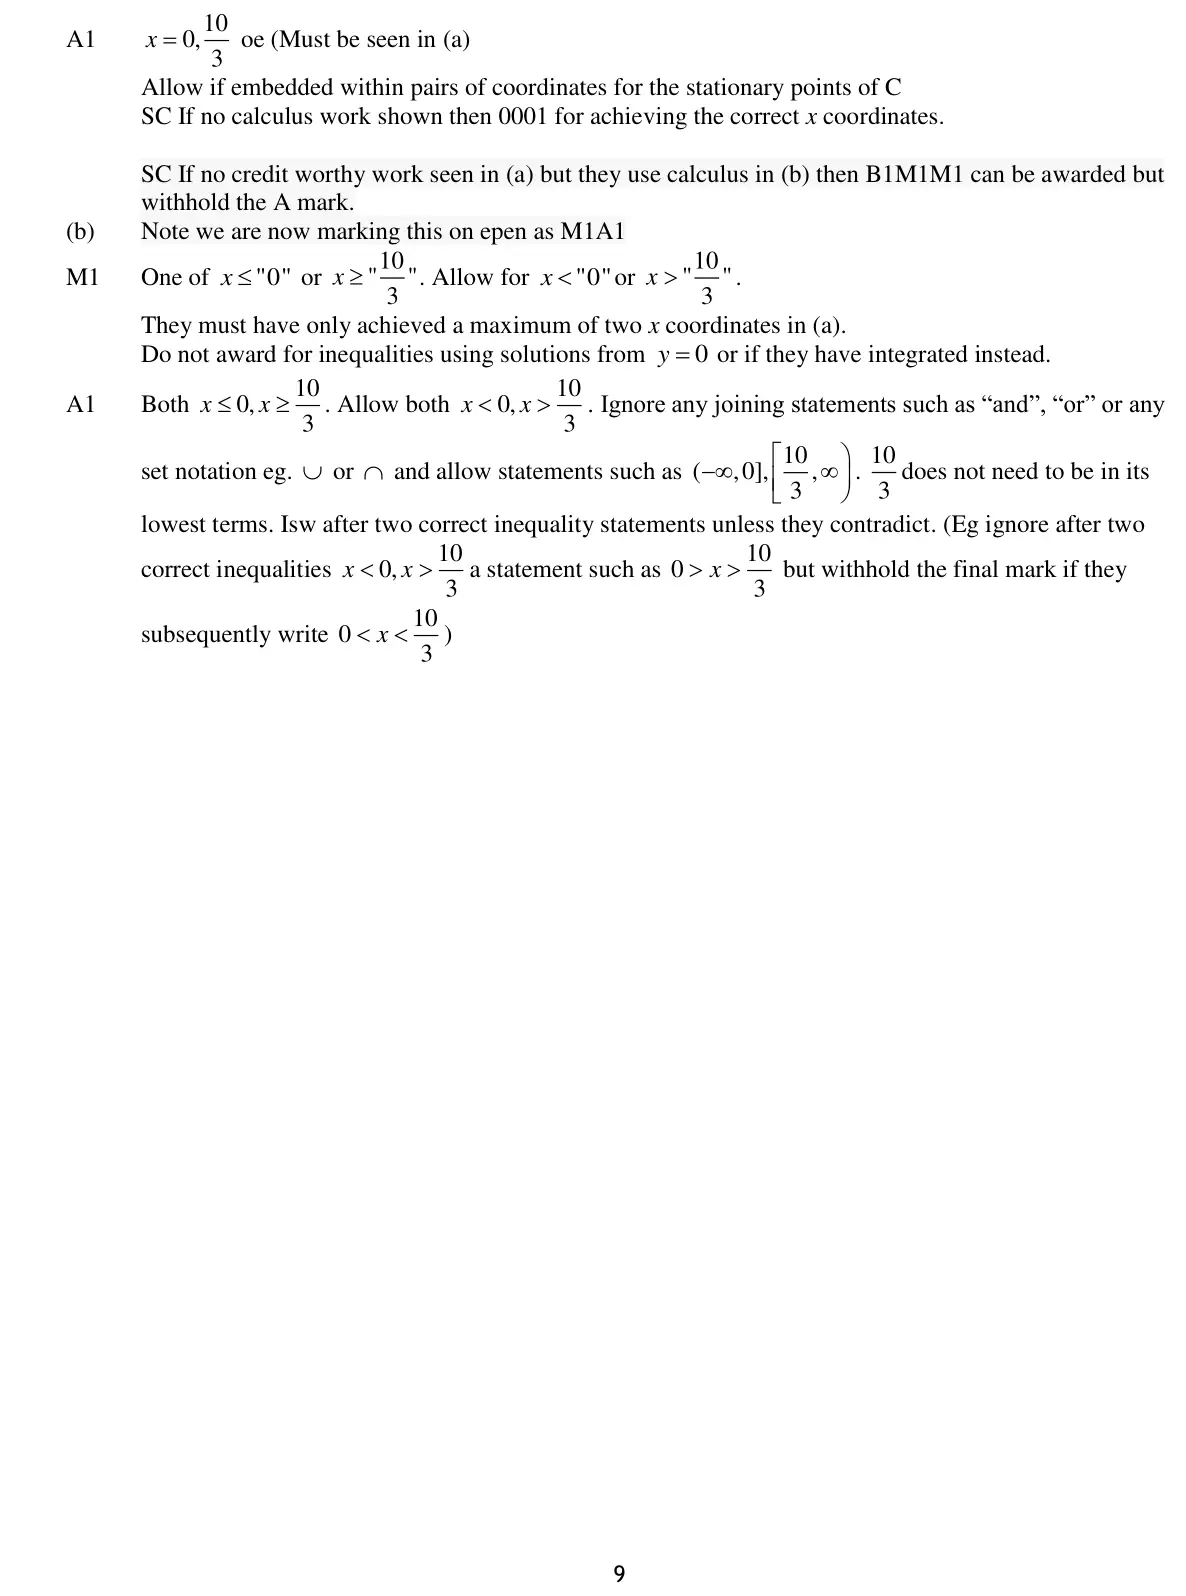 A1 x = 0, 10/3 oe (Must be seen in (a)
Allow if embedded within pairs of coordinates for the stationary points of C
SC If no calculus work shown then 0001 for achieving the correct x coordinates.
SC If no credit worthy work seen in (a) but they use calculus in (b) then B1M1M1 can be awarded but
withhold the A mark.
(b) Note we are now marking this on epen as M1A1
M1 One of x ≤ "0" or x ≥ "10/3". Allow for x < "0" or x > "10/3".
They must have only achieved a maximum of two x coordinates in (a).
Do not award for inequalities using solutions from y = 0 or if they have integrated instead.
A1 Both x ≤ 0, x ≥ 10/3. Allow both x < 0, x > 10/3. Ignore any joining statements such as “and”, “or” or any
set notation eg. ∪ or ∩ and allow statements such as (−∞, 0], [10/3, ∞). 10/3 does not need to be in its
lowest terms. Isw after two correct inequality statements unless they contradict. (Eg ignore after two
correct inequalities x < 0, x > 10/3 a statement such as 0 > x > 10/3 but withhold the final mark if they
subsequently write 0 < x < 10/3 )
9